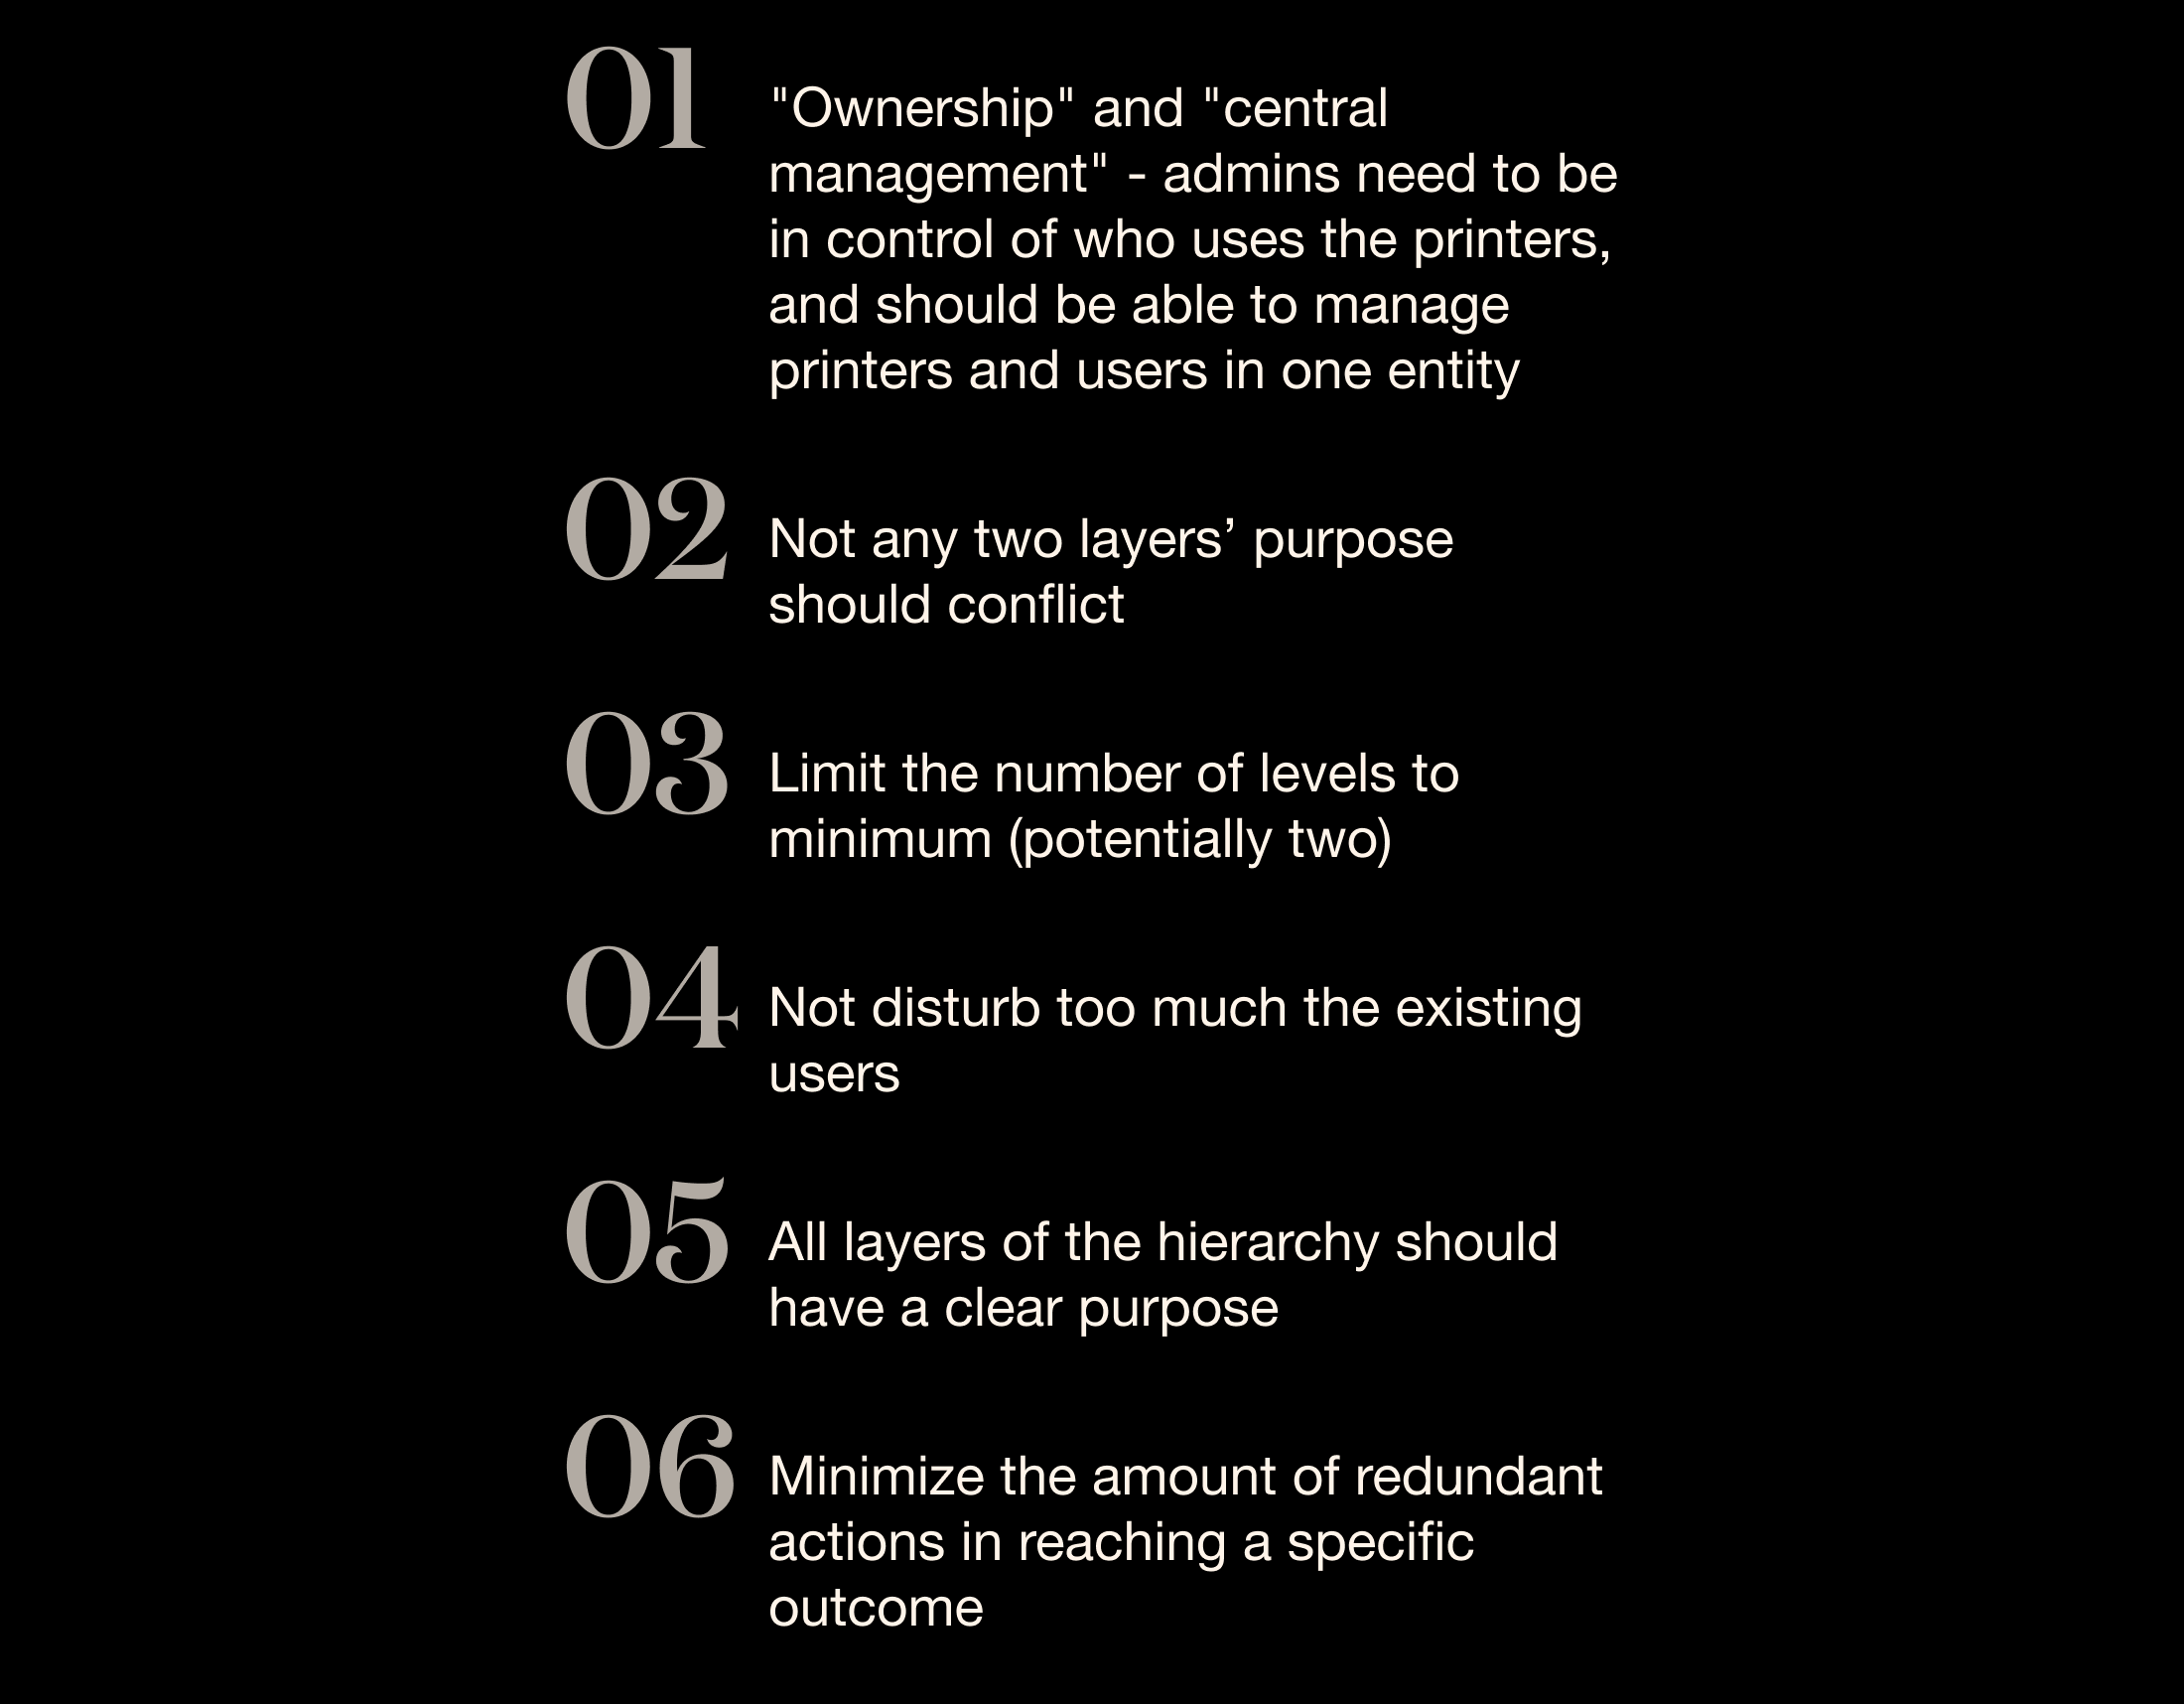 01
"Ownership" and "central
management" - admins need to be
in control of who uses the printers,
and should be able to manage
printers and users in one entity
02
Not any two layers’ purpose
should conflict
03
Limit the number of levels to
minimum (potentially two)
04
Not disturb too much the existing
users
05
All layers of the hierarchy should
have a clear purpose
06
Minimize the amount of redundant
actions in reaching a specific
outcome